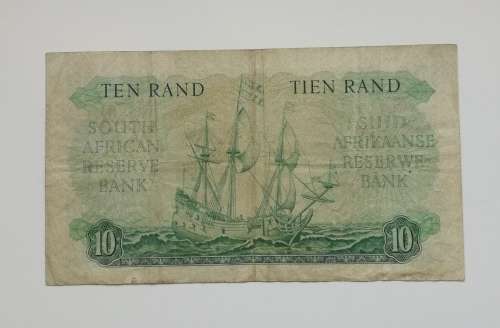 TEN RAND
TIEN RAND
SOUTH
AFRICAN
RESERVE
BANK
SUID
AFRIKAANSE
RESERWE
BANK
10
10